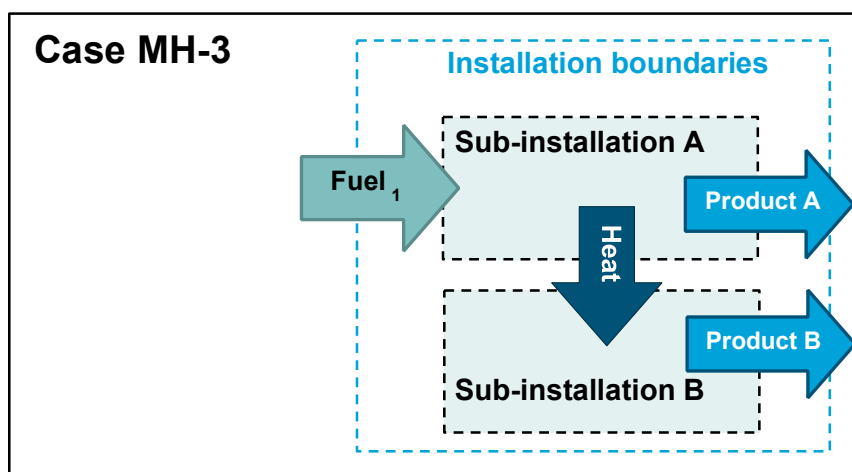 Case MH-3
Installation boundaries
Sub-installation A
Fuel 1
Product A
Heat
Product B
Sub-installation B